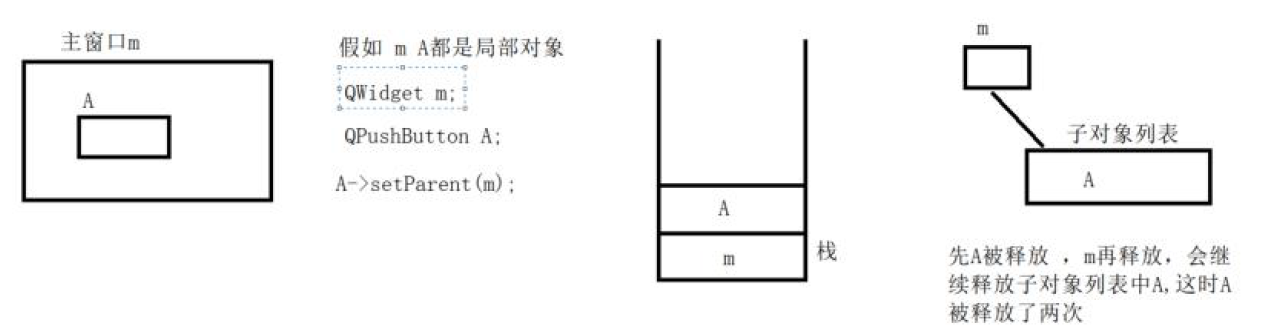 主窗口m
A
假如 m A都是局部对象
QWidget m;
QPushButton A;
A->setParent(m);
A
m
栈
m
子对象列表
A
先A被释放 ，m再释放，会继
续释放子对象列表中A,这时A
被释放了两次